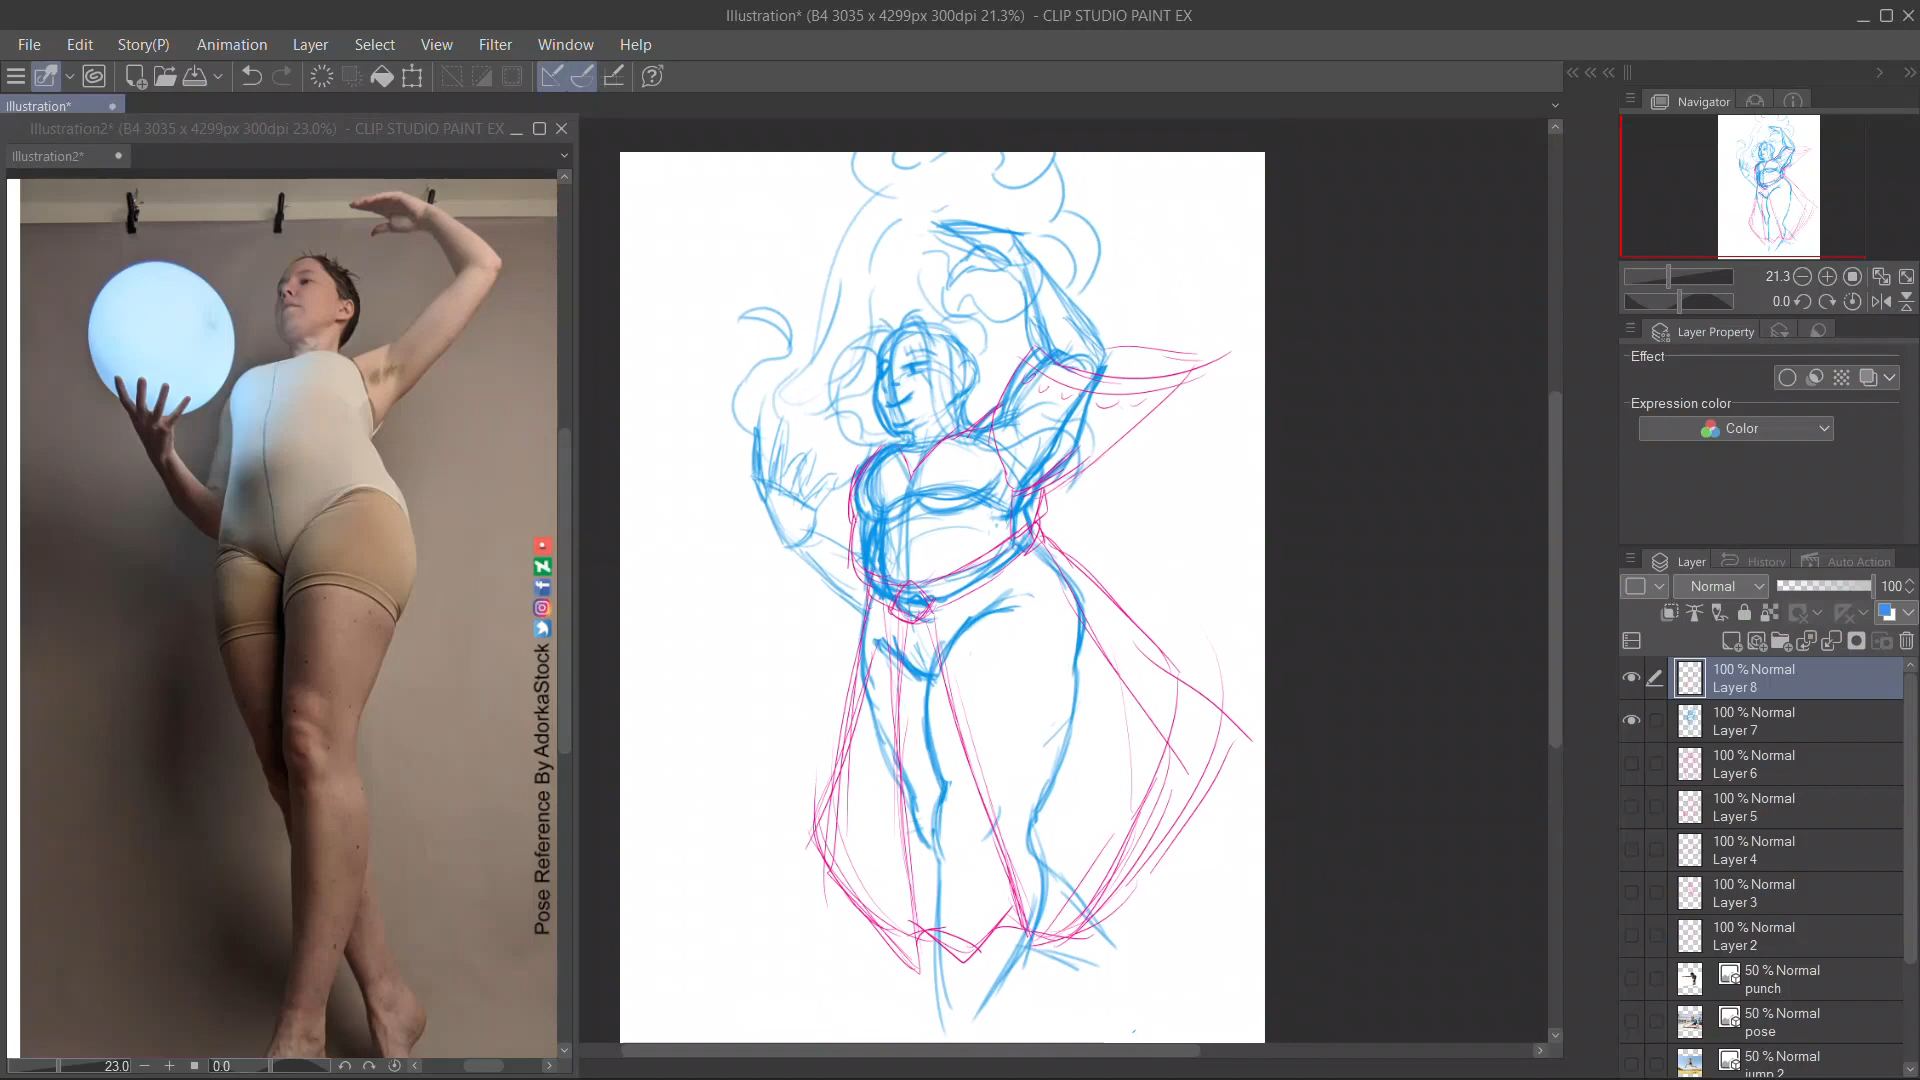 Illustration* (B4 3035 x 4299px 300dpi 21.3%) - CLIP STUDIO PAINT EX
File Edit Story(P) Animation Layer Select View Filter Window Help
Illustration*
Illustration2* (B4 3035 x 4299px 300dpi 23.0%) - CLIP STUDIO PAINT EX
Illustration2*
Pose Reference By AdorkaStock
23.0
0.0
Navigator
21.3
0.0
Layer Property
Effect
Expression color
Color
Layer History Auto Action
Normal 100
100 % Normal
Layer 8
100 % Normal
Layer 7
100 % Normal
Layer 6
100 % Normal
Layer 5
100 % Normal
Layer 4
100 % Normal
Layer 3
100 % Normal
Layer 2
50 % Normal
punch
50 % Normal
pose
50 % Normal
jump 2